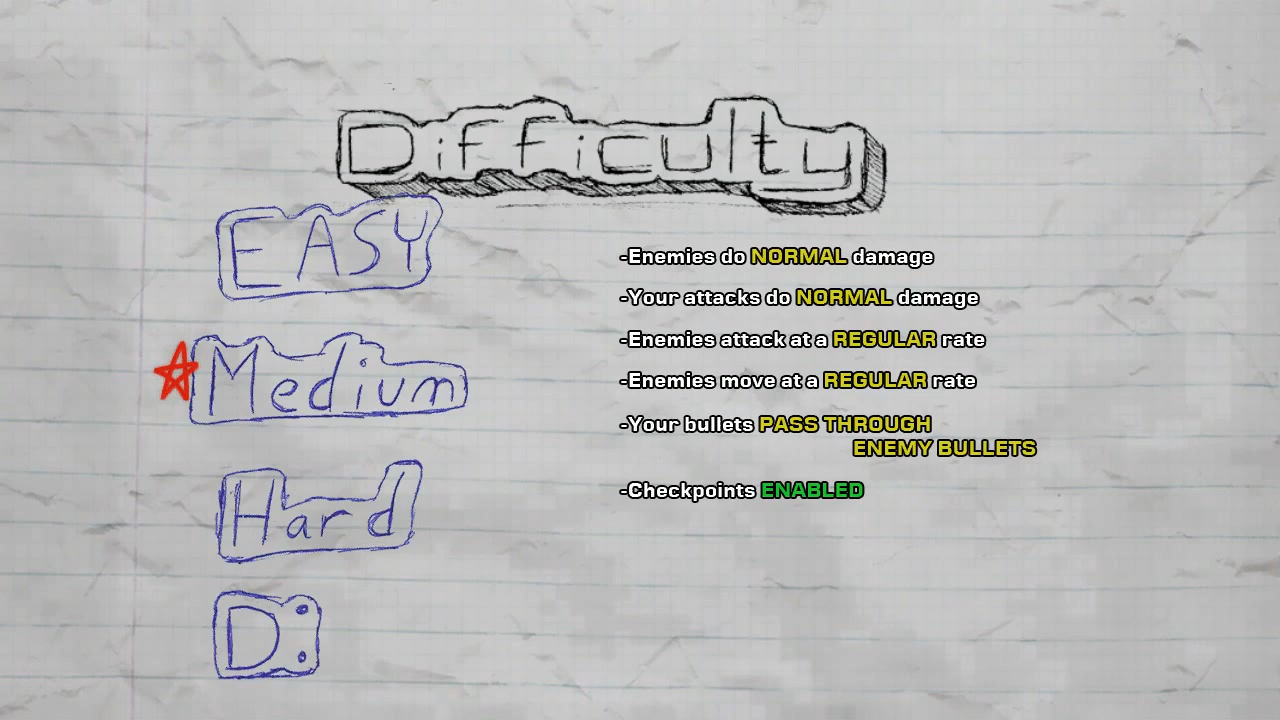 Difficulty
EASY
Medium
Hard
D:
-Enemies do NORMAL damage
-Your attacks do NORMAL damage
-Enemies attack at a REGULAR rate
-Enemies move at a REGULAR rate
-Your bullets PASS THROUGH
ENEMY BULLETS
-Checkpoints ENABLED